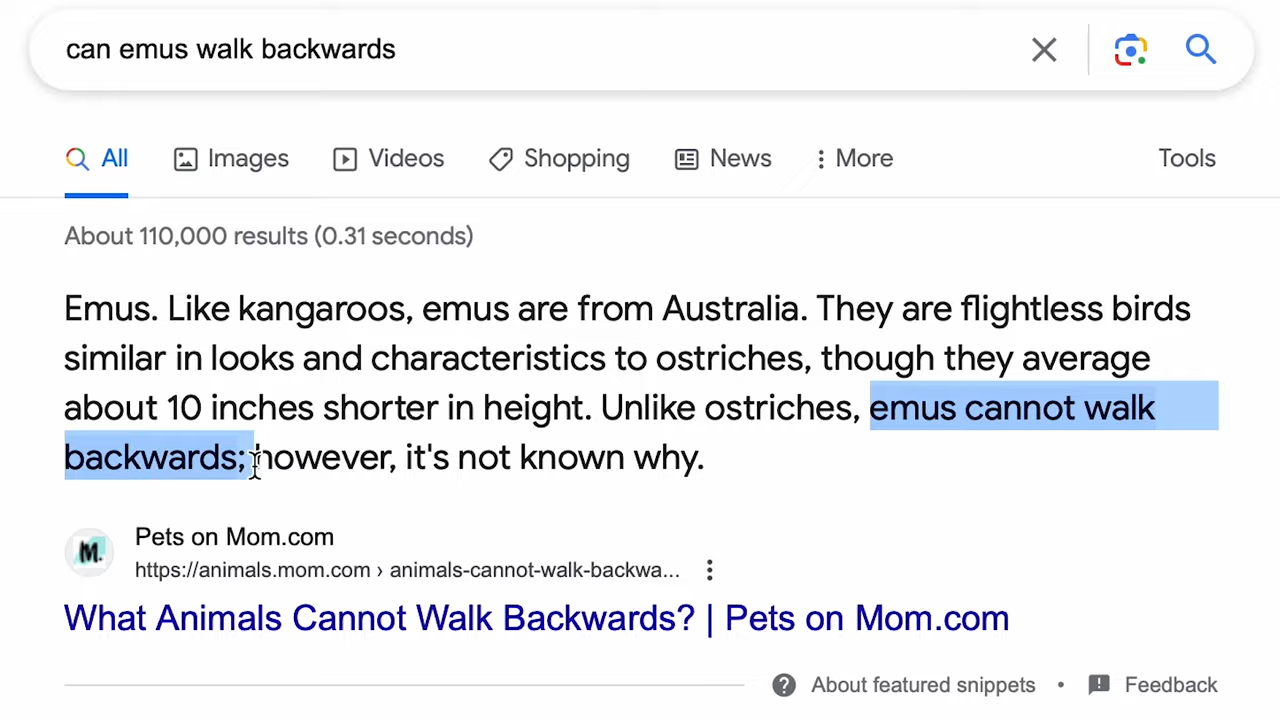 can emus walk backwards
All Images Videos Shopping News More Tools
About 110,000 results (0.31 seconds)
Emus. Like kangaroos, emus are from Australia. They are flightless birds
similar in looks and characteristics to ostriches, though they average
about 10 inches shorter in height. Unlike ostriches, emus cannot walk
backwards; however, it's not known why.
M.
Pets on Mom.com
https://animals.mom.com › animals-cannot-walk-backwa...
What Animals Cannot Walk Backwards? | Pets on Mom.com
About featured snippets • Feedback